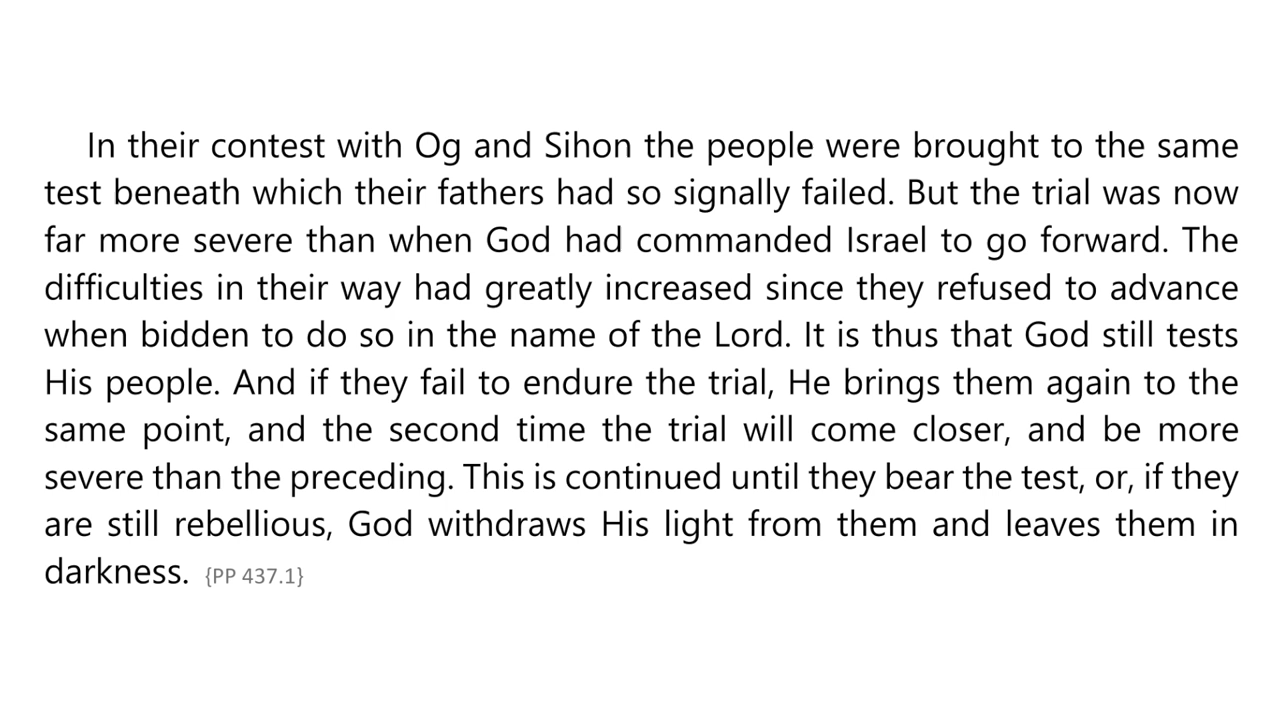 In their contest with Og and Sihon the people were brought to the same
test beneath which their fathers had so signally failed. But the trial was now
far more severe than when God had commanded Israel to go forward. The
difficulties in their way had greatly increased since they refused to advance
when bidden to do so in the name of the Lord. It is thus that God still tests
His people. And if they fail to endure the trial, He brings them again to the
same point, and the second time the trial will come closer, and be more
severe than the preceding. This is continued until they bear the test, or, if they
are still rebellious, God withdraws His light from them and leaves them in
darkness. {PP 437.1}